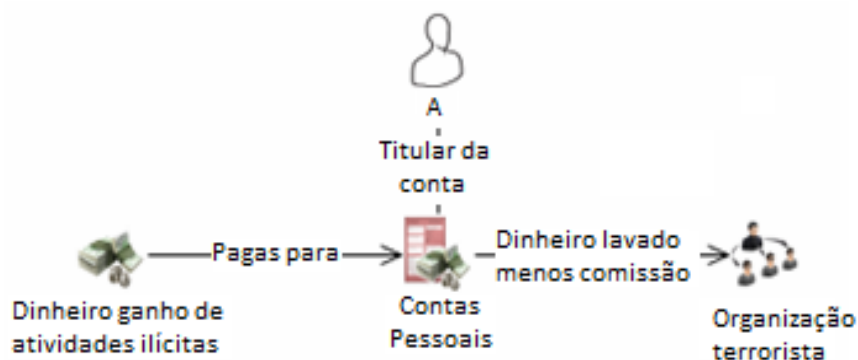 A
Titular da
conta
Pagas para
Dinheiro lavado
menos comissão
Dinheiro ganho de
atividades ilícitas
Contas
Pessoais
Organização
terrorista